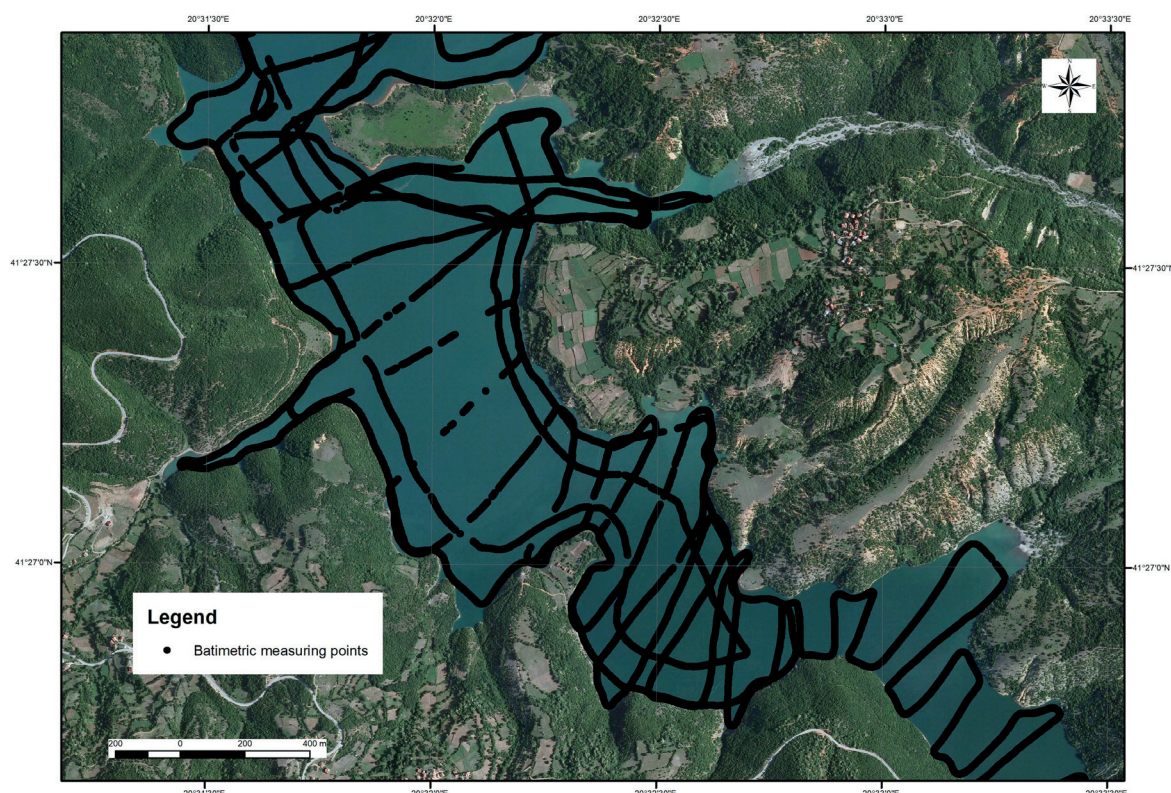 20°31'30"E 20°32'0"E 20°32'30"E 20°33'0"E 20°33'30"E
N
W E
S
41°27'30"N 41°27'30"N
41°27'0"N 41°27'0"N
Legend
Batimetric measuring points
200 0 200 400 m